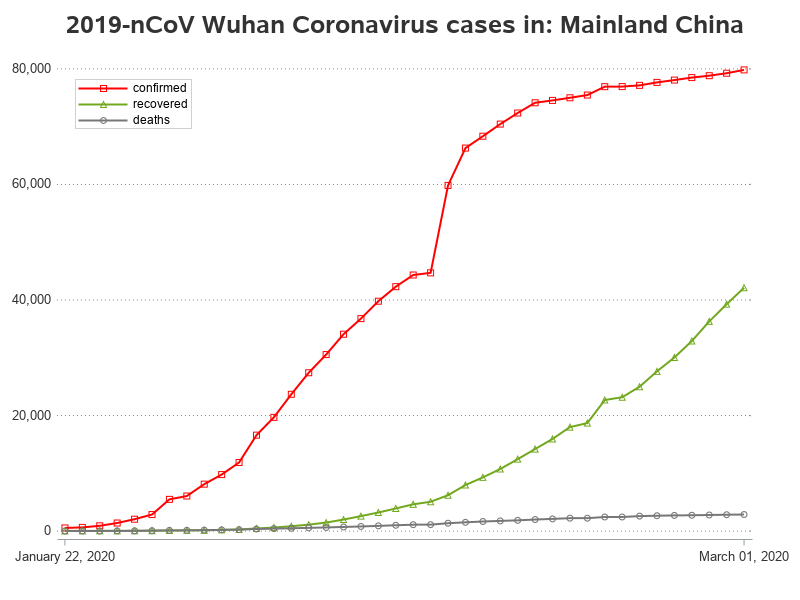 2019-nCoV Wuhan Coronavirus cases in: Mainland China
80,000
confirmed
recovered
deaths
60,000
40,000
20,000
0
January 22, 2020
March 01, 2020